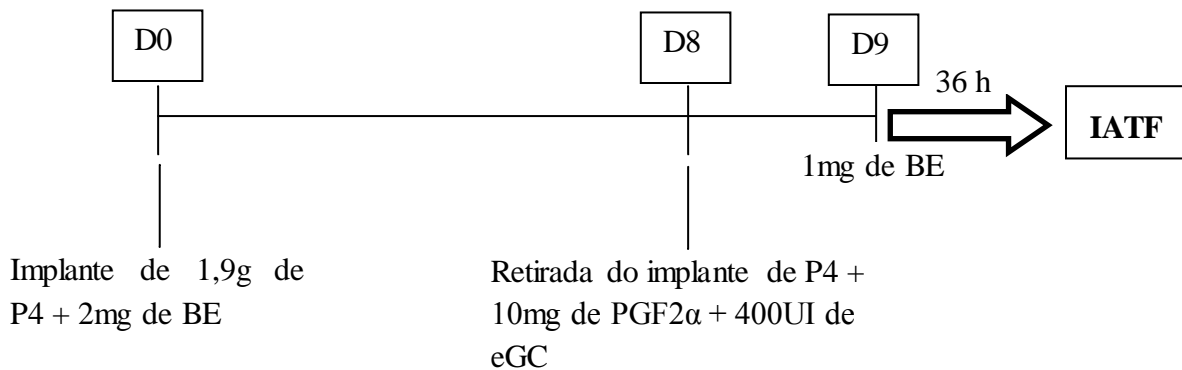 D0
D8
D9
36 h
IATF
1mg de BE
Implante de 1,9g de
P4 + 2mg de BE
Retirada do implante de P4 +
10mg de PGF2α + 400UI de
eGC